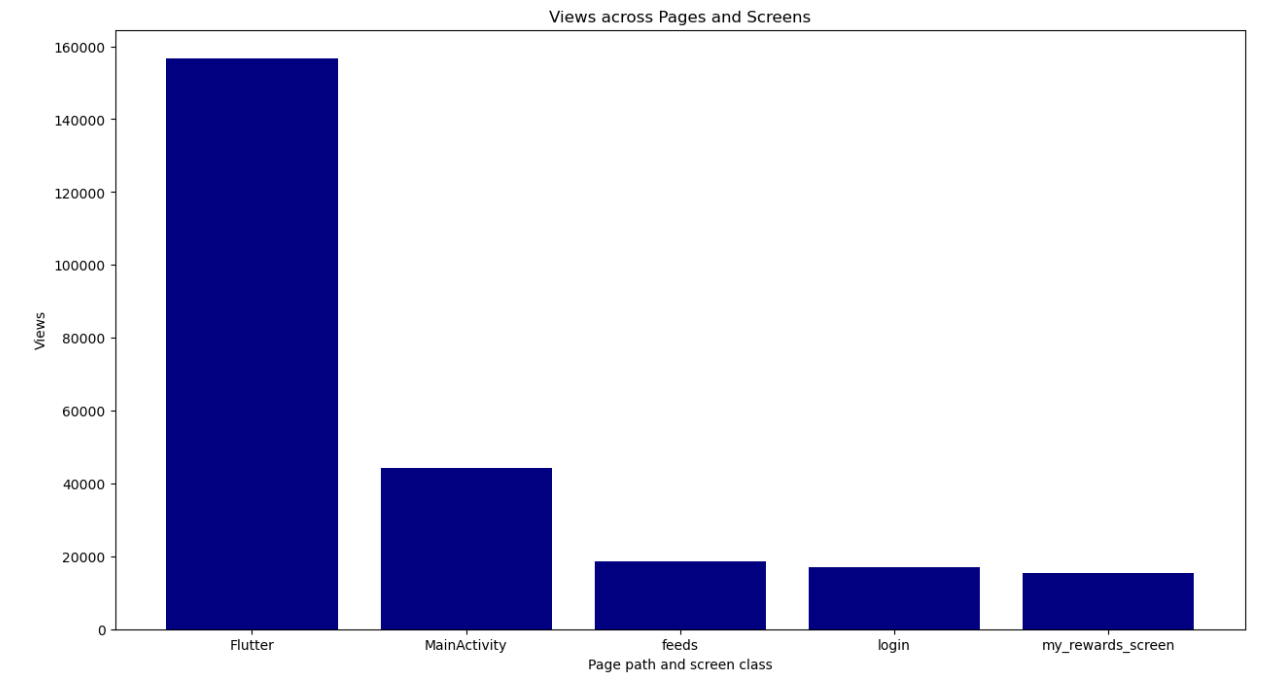 Views across Pages and Screens
160000
140000
120000
100000
80000
60000
40000
20000
0
Views
Flutter MainActivity feeds login my_rewards_screen
Page path and screen class